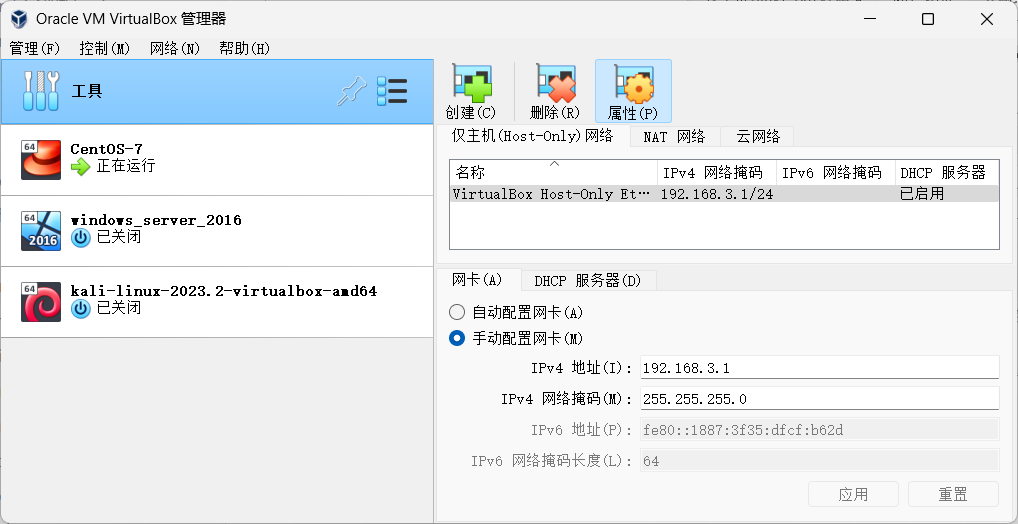 Oracle VM VirtualBox 管理器
管理(F) 控制(M) 网络(N) 帮助(H)
工具
创建(C) 删除(R) 属性(P)
64
CentOS-7
正在运行
64
2016
windows_server_2016
已关闭
64
kali-linux-2023.2-virtualbox-amd64
已关闭
仅主机(Host-Only)网络 NAT 网络 云网络
名称 IPv4 网络掩码 IPv6 网络掩码 DHCP 服务器
VirtualBox Host-Only Et… 192.168.3.1/24 已启用
网卡(A) DHCP 服务器(D)
自动配置网卡(A)
手动配置网卡(M)
IPv4 地址(I): 192.168.3.1
IPv4 网络掩码(M): 255.255.255.0
IPv6 地址(P): fe80::1887:3f35:dfcf:b62d
IPv6 网络掩码长度(L): 64
应用 重置